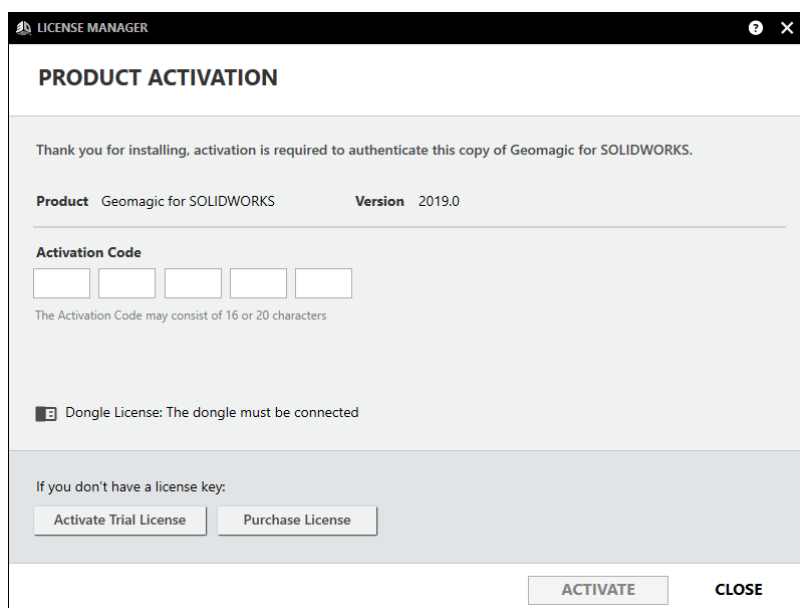 LICENSE MANAGER
?
PRODUCT ACTIVATION
Thank you for installing, activation is required to authenticate this copy of Geomagic for SOLIDWORKS.
Product Geomagic for SOLIDWORKS Version 2019.0
Activation Code
The Activation Code may consist of 16 or 20 characters
Dongle License: The dongle must be connected
If you don't have a license key:
Activate Trial License Purchase License
ACTIVATE CLOSE